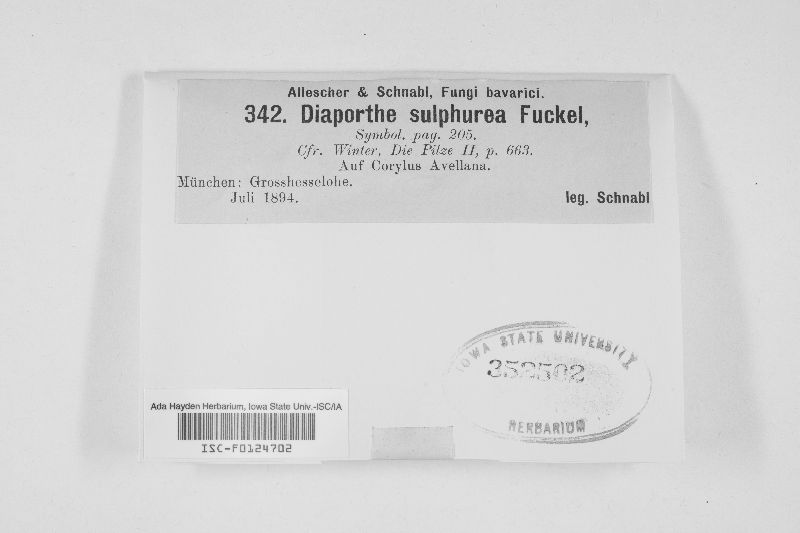 Allescher & Schnabl, Fungi bavarici.
342. Diaporthe sulphurea Fuckel,
Symbol. pag. 205.
Cfr. Winter, Die Pilze II, p. 663.
Auf Corylus Avellana.
München: Grosshesselohe.
Juli 1894.
leg. Schnabl
IOWA STATE UNIVERSITY
352502
HERBARIUM
Ada Hayden Herbarium, Iowa State Univ.-ISC/IA
ISC-F0124702